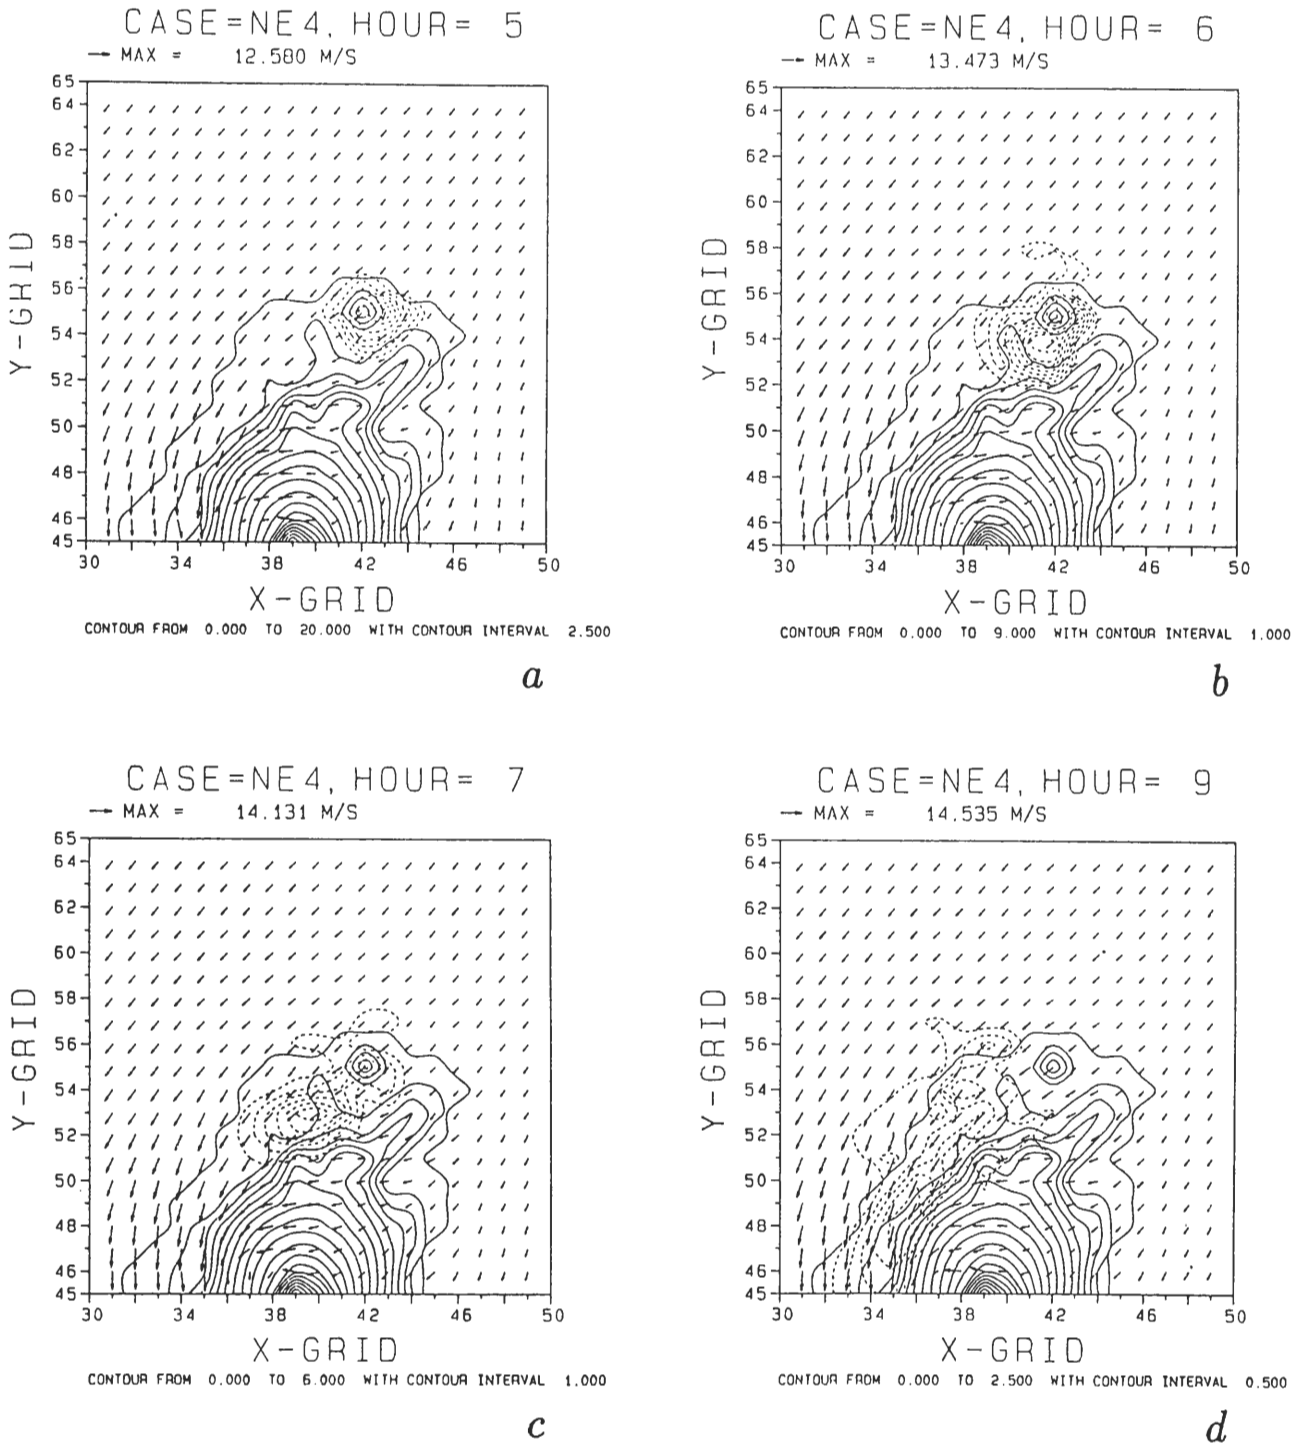 CASE=NE4, HOUR= 5
MAX = 12.580 M/S
65
64
62
60
58
56
54
52
50
48
46
45
Y-GRID
30 34 38 42 46 50
X-GRID
CONTOUR FROM 0.000 TO 20.000 WITH CONTOUR INTERVAL 2.500
a
CASE=NE4, HOUR= 6
MAX = 13.473 M/S
65
64
62
60
58
56
54
52
50
48
46
45
Y-GRID
30 34 38 42 46 50
X-GRID
CONTOUR FROM 0.000 TO 9.000 WITH CONTOUR INTERVAL 1.000
b
CASE=NE4, HOUR= 7
MAX = 14.131 M/S
65
64
62
60
58
56
54
52
50
48
46
45
Y-GRID
30 34 38 42 46 50
X-GRID
CONTOUR FROM 0.000 TO 6.000 WITH CONTOUR INTERVAL 1.000
c
CASE=NE4, HOUR= 9
MAX = 14.535 M/S
65
64
62
60
58
56
54
52
50
48
46
45
Y-GRID
30 34 38 42 46 50
X-GRID
CONTOUR FROM 0.000 TO 2.500 WITH CONTOUR INTERVAL 0.500
d